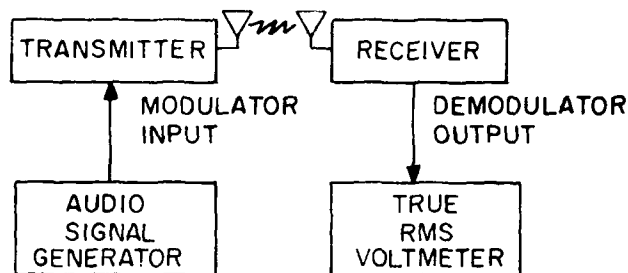 TRANSMITTER
RECEIVER
MODULATOR
INPUT
DEMODULATOR
OUTPUT
AUDIO
SIGNAL
GENERATOR
TRUE
RMS
VOLTMETER